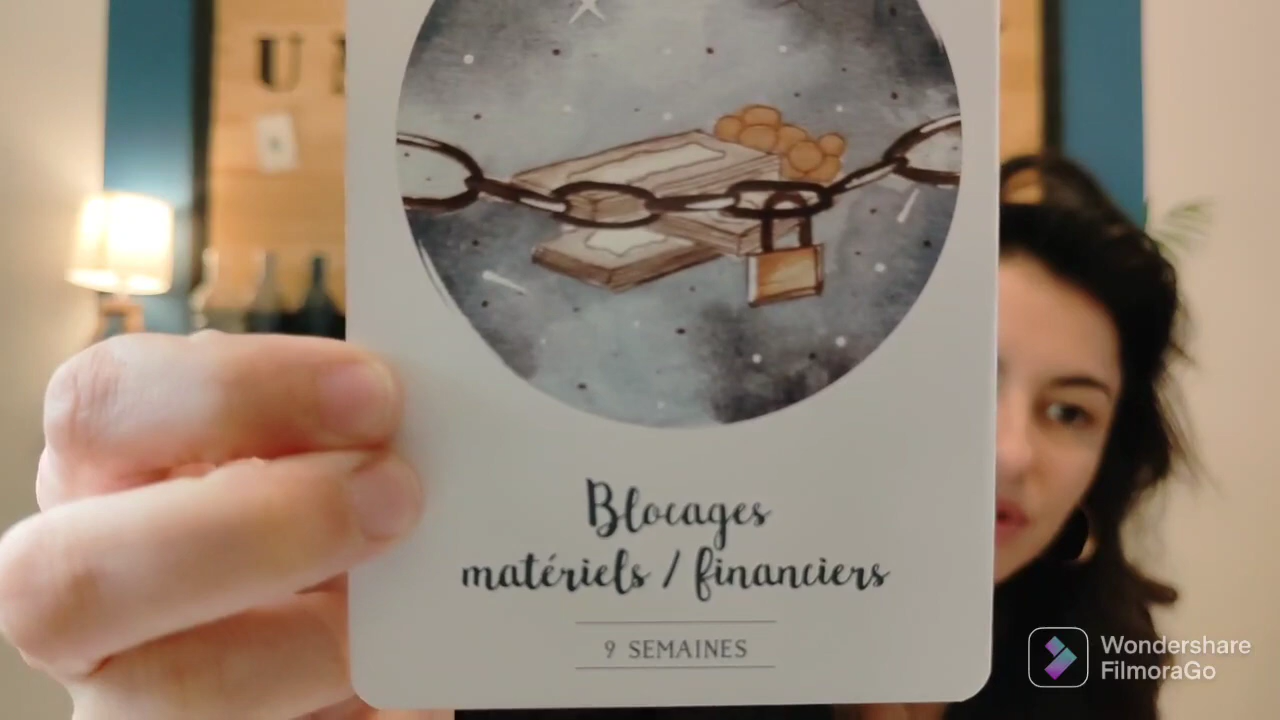 U
Blocages
matériels / financiers
9 SEMAINES
Wondershare
FilmoraGo